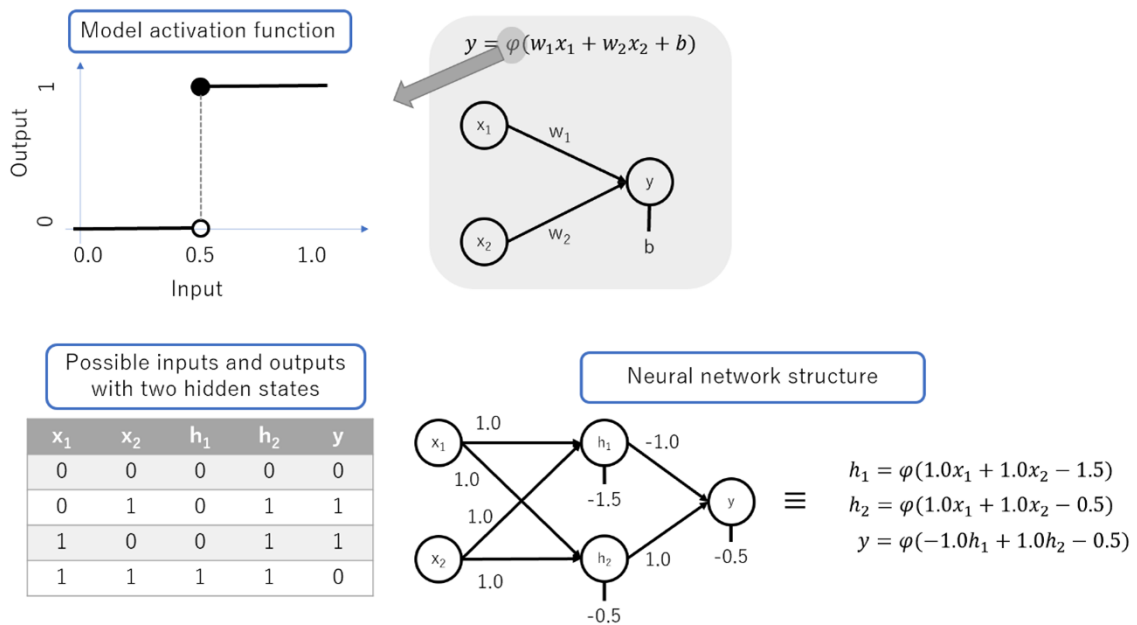 Model activation function
Output
1
0
0.0 0.5 1.0
Input
y = φ(w₁x₁ + w₂x₂ + b)
x₁
w₁
y
x₂
w₂
b
Possible inputs and outputs
with two hidden states
x₁ x₂ h₁ h₂ y
0 0 0 0 0
0 1 0 1 1
1 0 0 1 1
1 1 1 1 0
Neural network structure
x₁
1.0
h₁
-1.0
1.0
-1.5
y
1.0
-0.5
x₂
1.0
h₂
1.0
-0.5
≡
h₁ = φ(1.0x₁ + 1.0x₂ − 1.5)
h₂ = φ(1.0x₁ + 1.0x₂ − 0.5)
y = φ(−1.0h₁ + 1.0h₂ − 0.5)